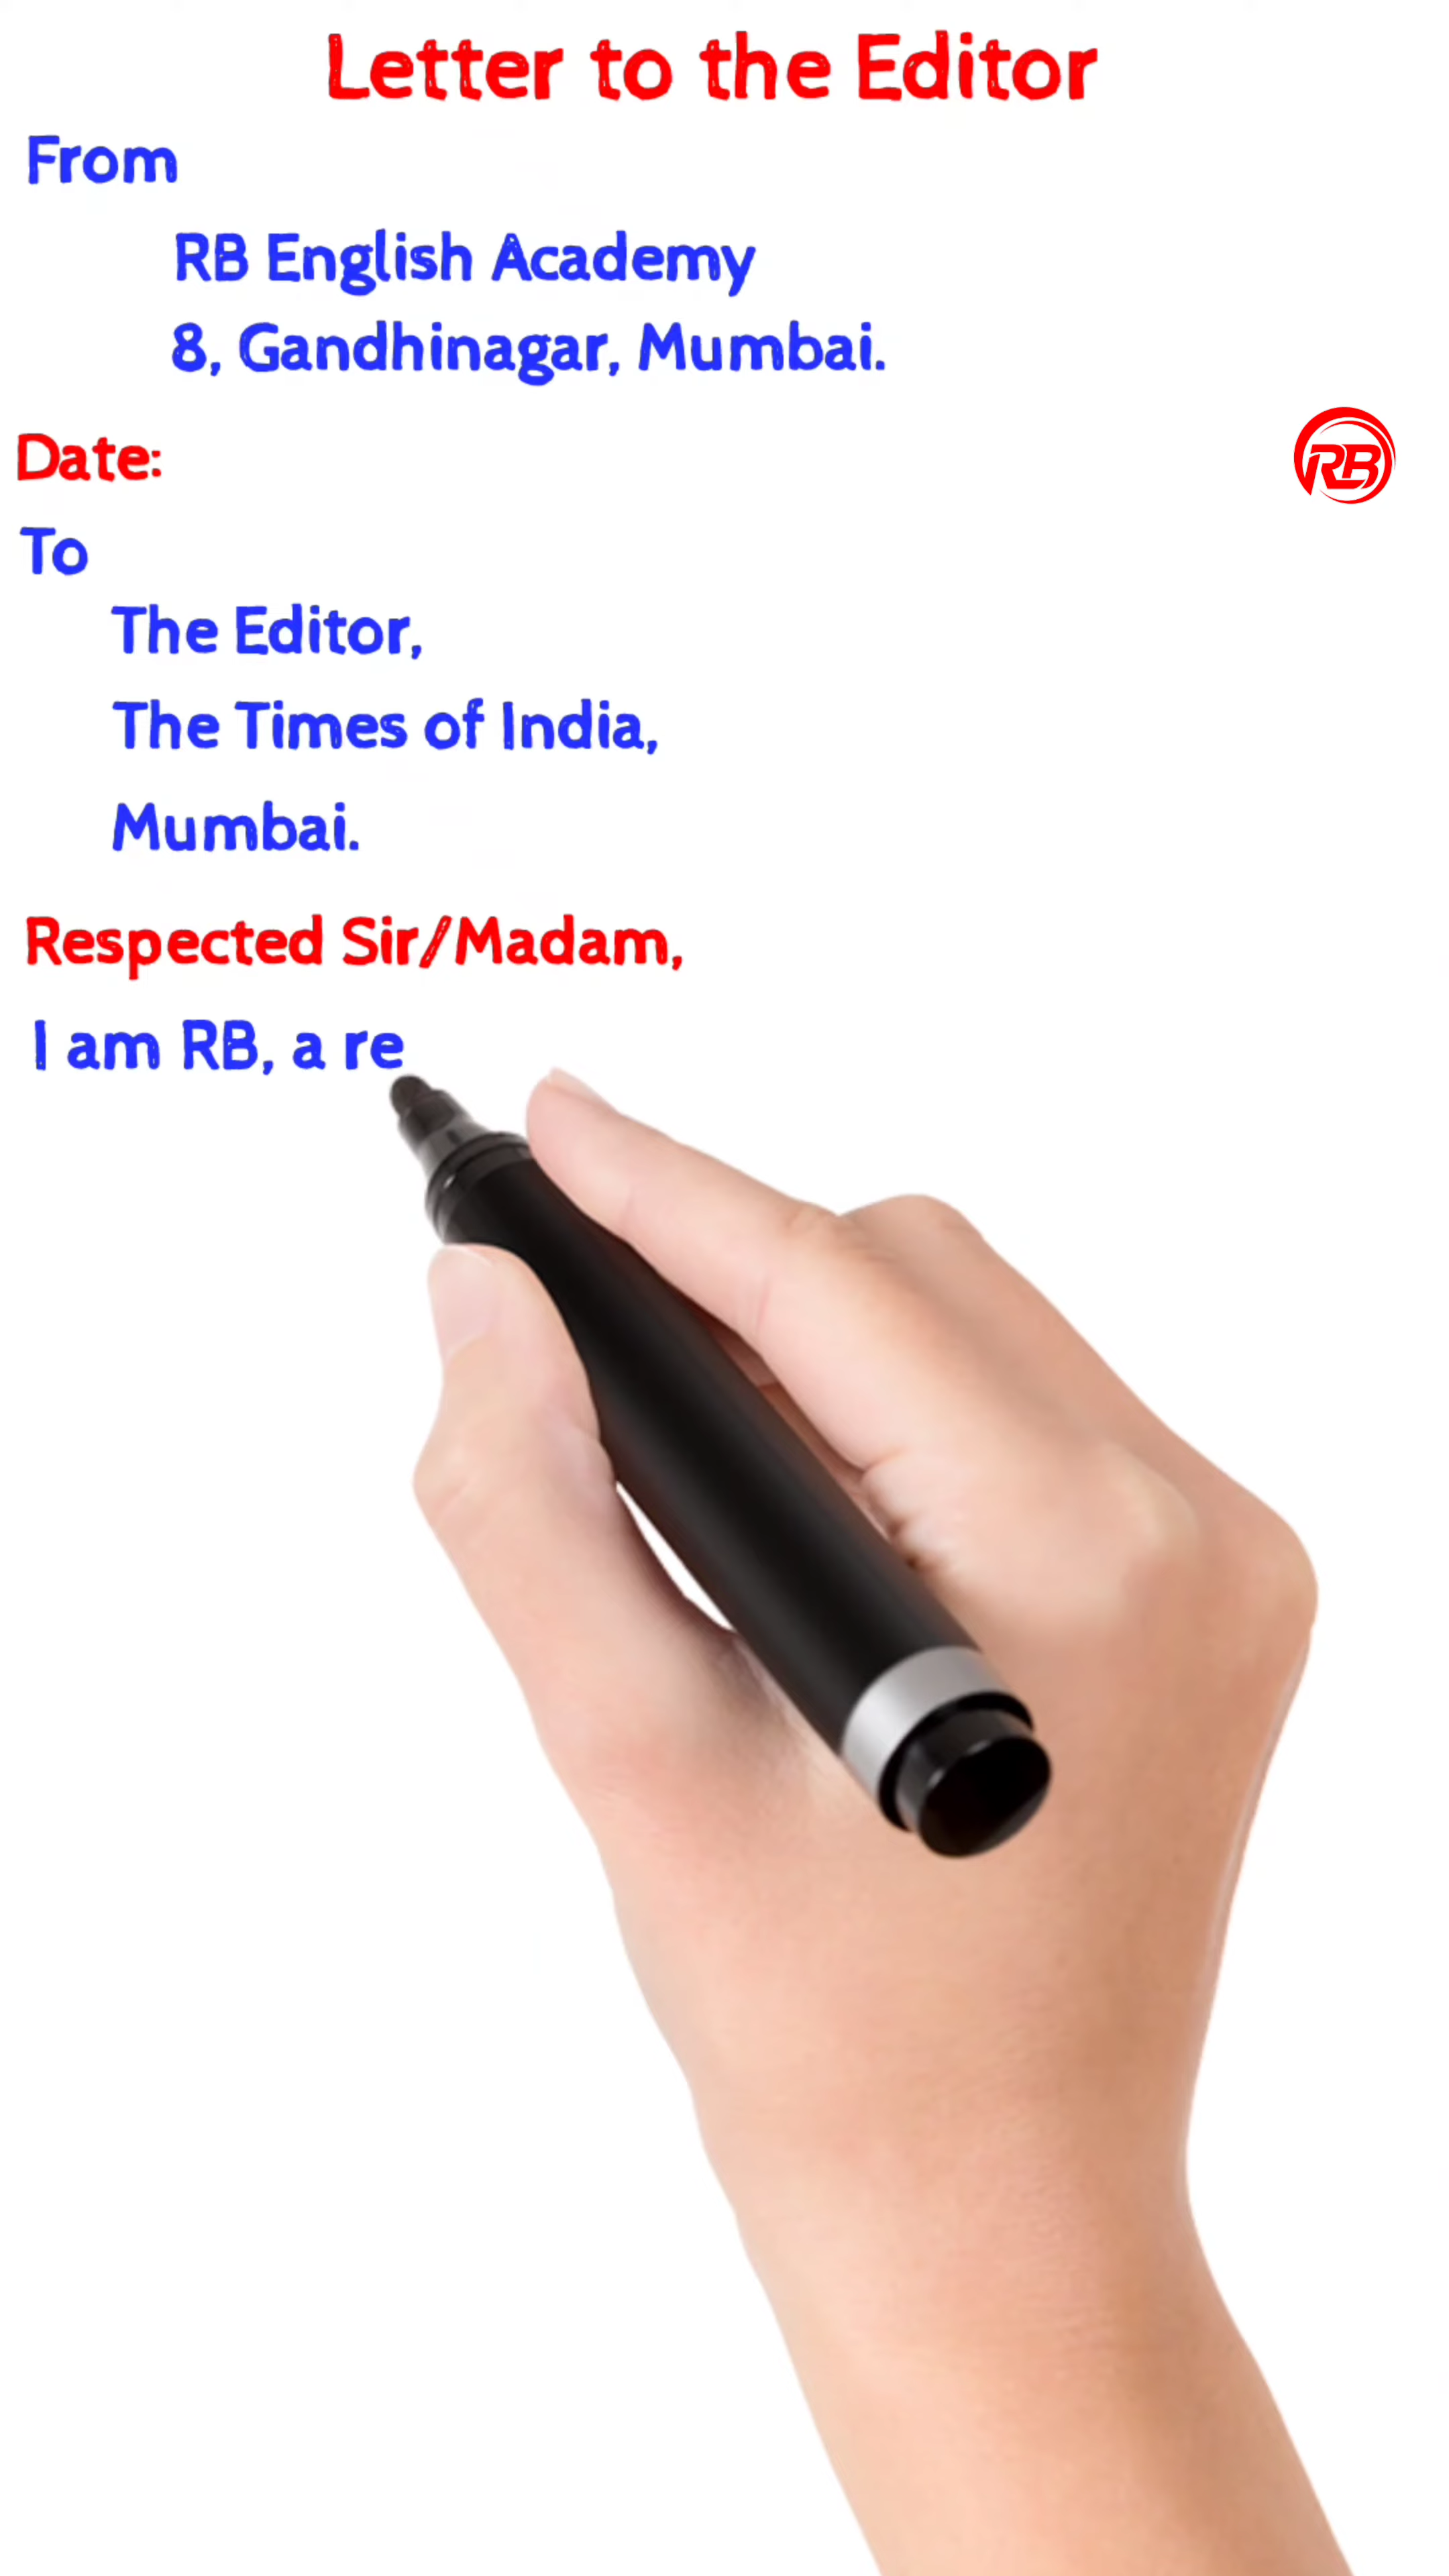 Letter to the Editor
From
RB English Academy
8, Gandhinagar, Mumbai.
Date:
RB
To
The Editor,
The Times of India,
Mumbai.
Respected Sir/Madam,
I am RB, a re